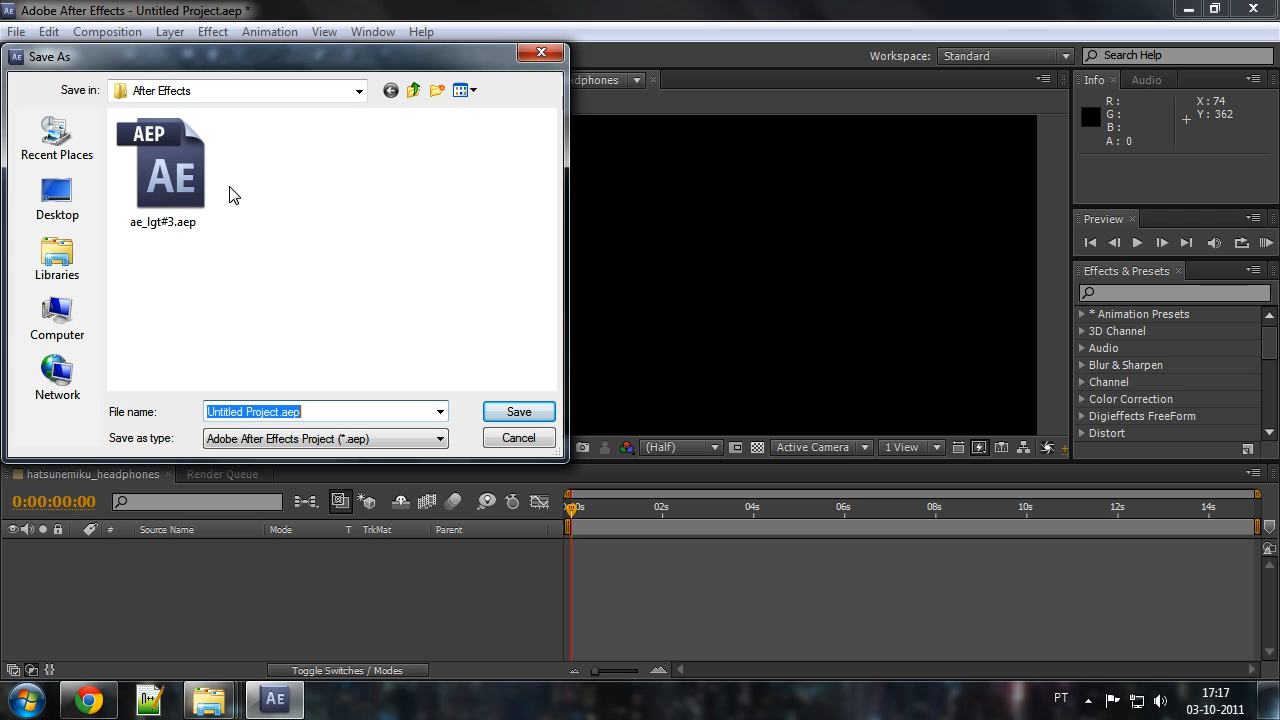 Adobe After Effects - Untitled Project.aep *
File Edit Composition Layer Effect Animation View Window Help
Save As
Workspace: Standard Search Help
Save in: After Effects
dphones
Info Audio
R: X: 74
G: Y: 362
B:
A: 0
AEP
AE
ae_lgt#3.aep
Recent Places
Desktop
Libraries
Computer
Network
Preview
Effects & Presets
* Animation Presets
3D Channel
Audio
Blur & Sharpen
Channel
Color Correction
Digieffects FreeForm
Distort
File name: Untitled Project.aep Save
Save as type: Adobe After Effects Project (*.aep) Cancel
(Half) Active Camera 1 View
hatsunemiku_headphones Render Queue
0:00:00:00
0s 02s 04s 06s 08s 10s 12s 14s
# Source Name Mode T TrkMat Parent
Toggle Switches / Modes
AE
PT
17:17
03-10-2011